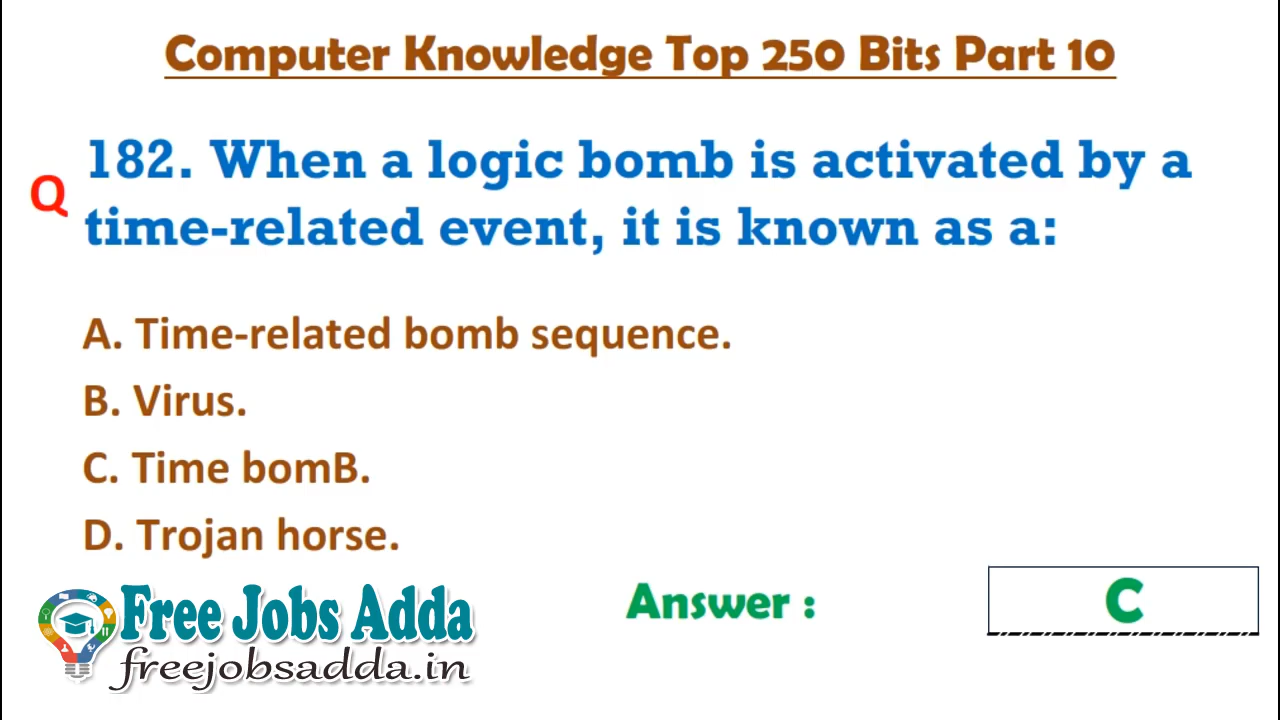 Computer Knowledge Top 250 Bits Part 10
Q
182. When a logic bomb is activated by a
time-related event, it is known as a:
A. Time-related bomb sequence.
B. Virus.
C. Time bomB.
D. Trojan horse.
Free Jobs Adda
freejobsadda.in
Answer :
C